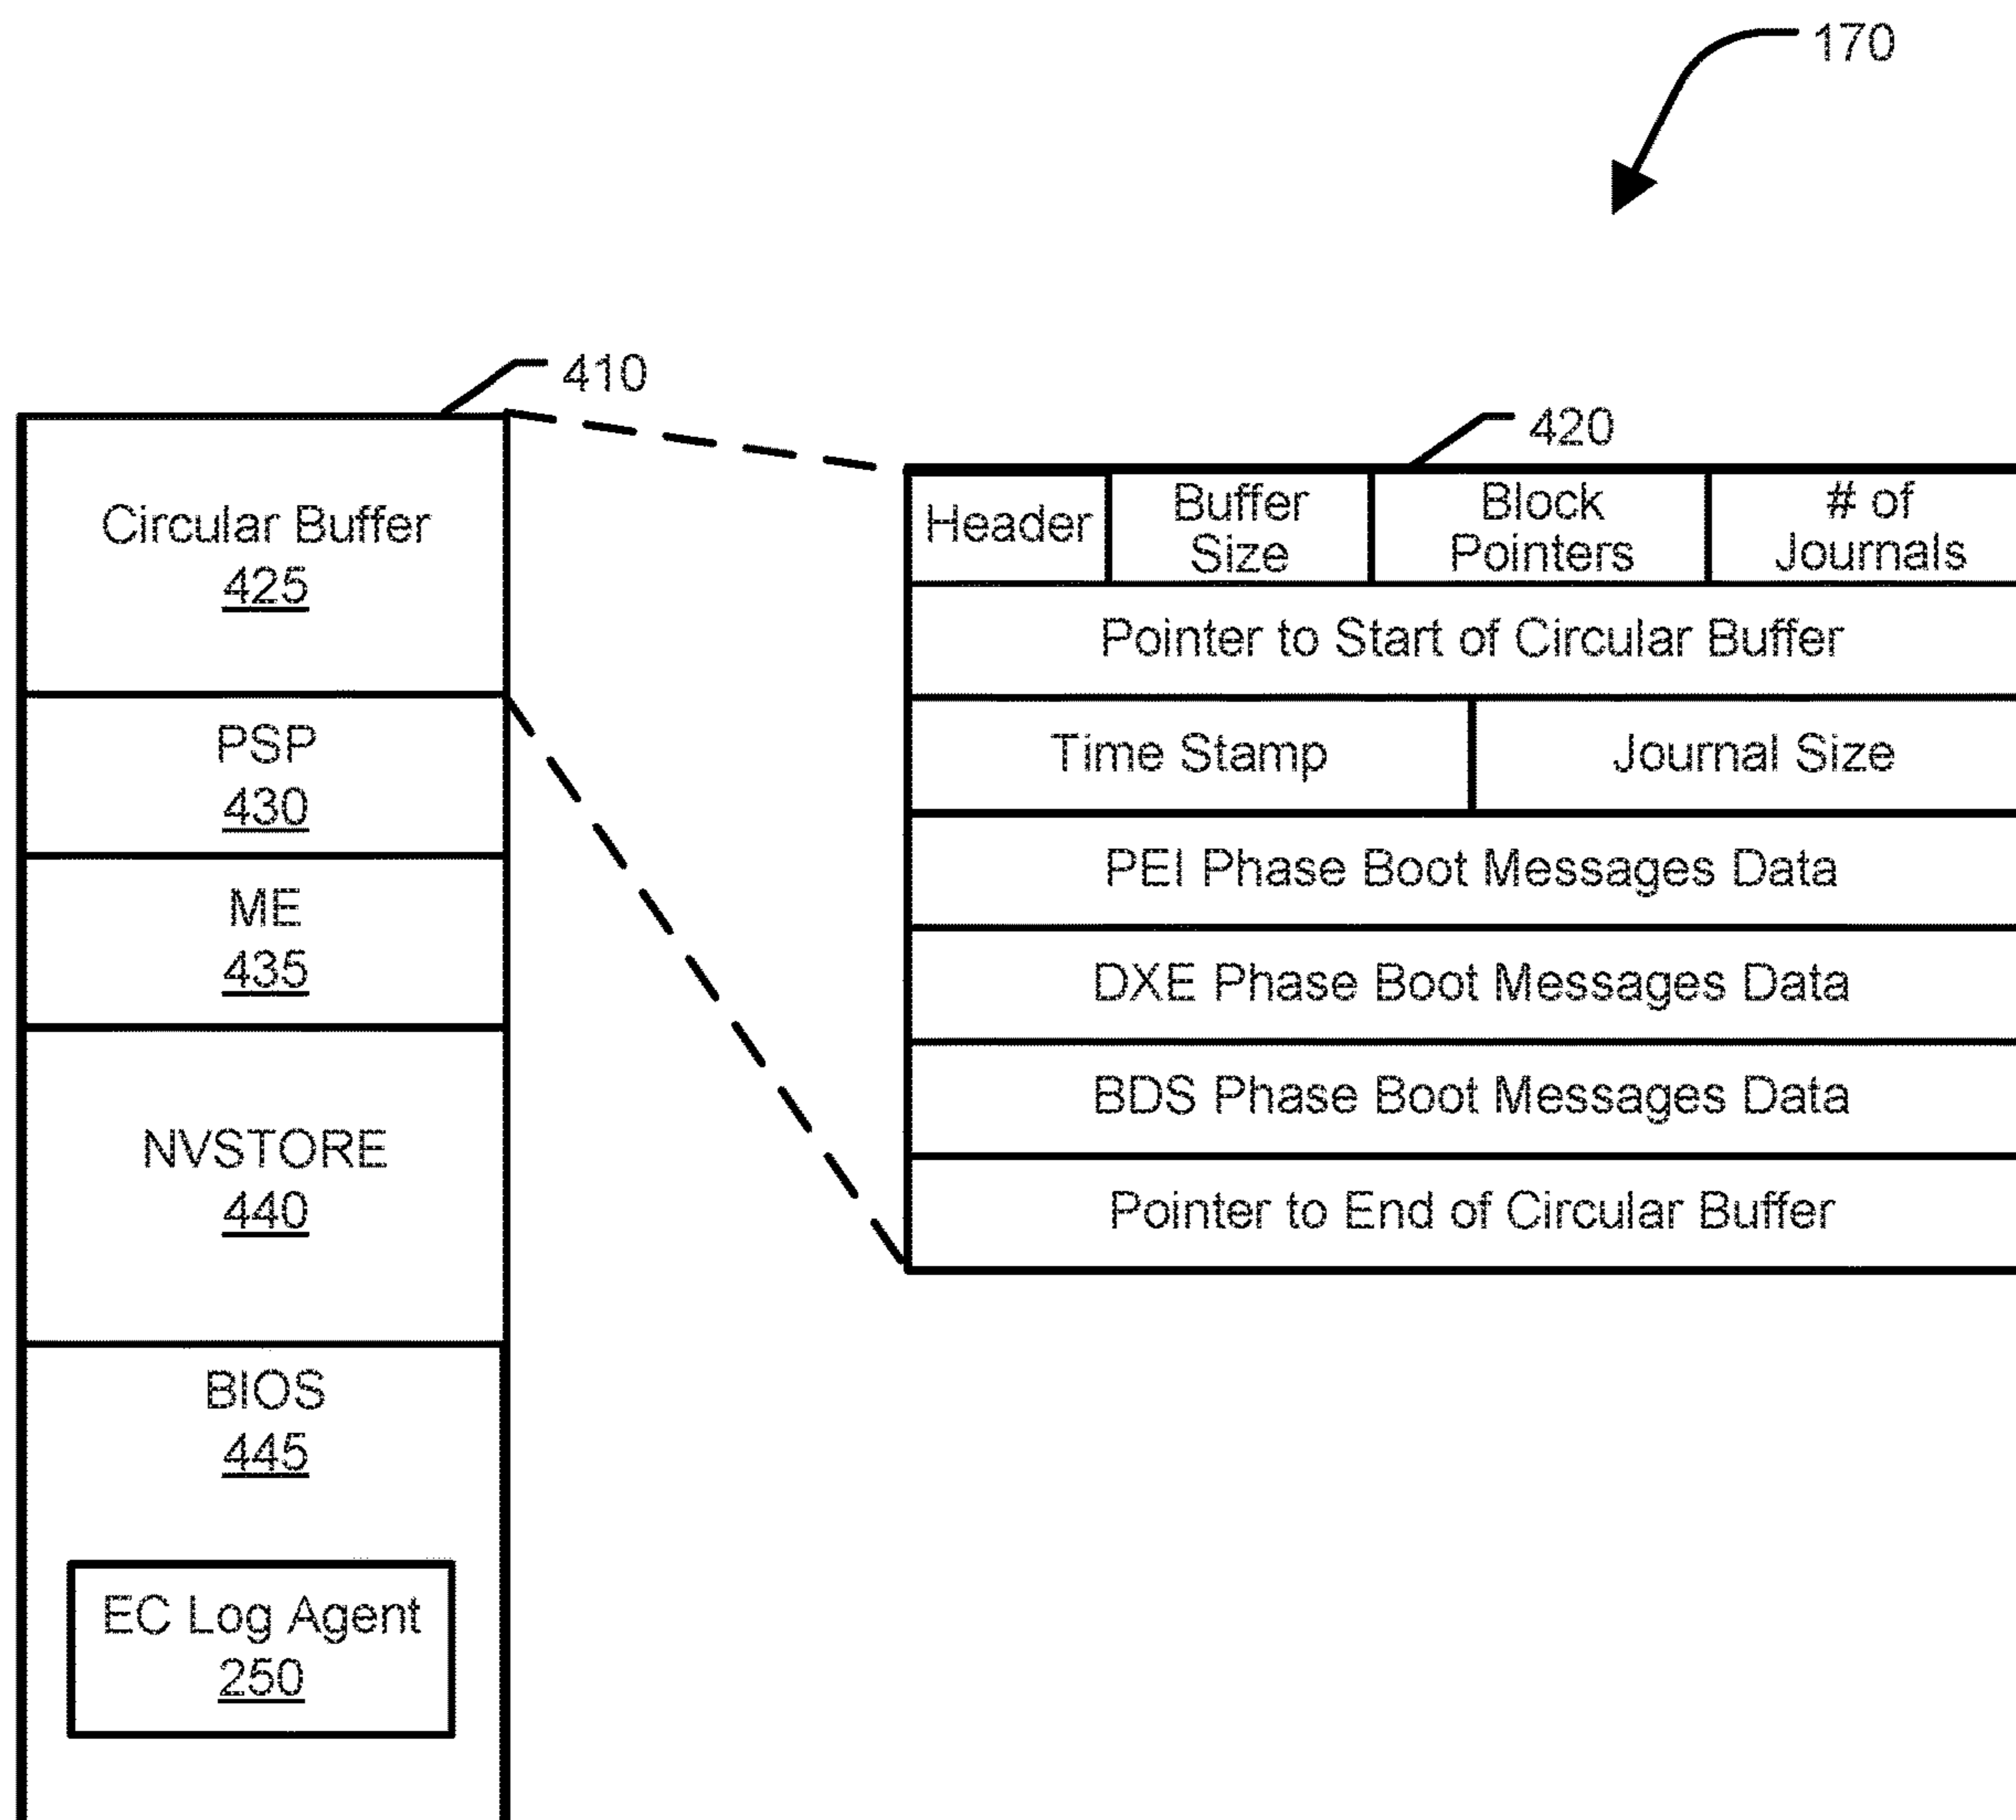 170
410
Circular Buffer
425
PSP
430
ME
435
NVSTORE
440
BIOS
445
EC Log Agent
250
420
Header
Buffer
Size
Block
Pointers
# of
Journals
Pointer to Start of Circular Buffer
Time Stamp
Journal Size
PEI Phase Boot Messages Data
DXE Phase Boot Messages Data
BDS Phase Boot Messages Data
Pointer to End of Circular Buffer